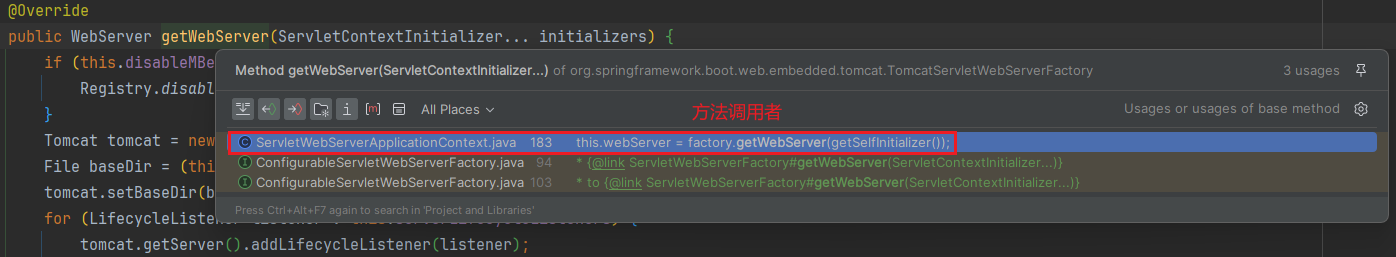 @Override
public WebServer getWebServer(ServletContextInitializer... initializers) {
if (this.disableMBe
Method getWebServer(ServletContextInitializer...) of org.springframework.boot.web.embedded.tomcat.TomcatServletWebServerFactory 3 usages
Registry.disabl
All Places 方法调用者 Usages or usages of base method
}
Tomcat tomcat = new
ServletWebServerApplicationContext.java 183 this.webServer = factory.getWebServer(getSelfInitializer());
File baseDir = (thi
ConfigurableServletWebServerFactory.java 94 * {@link ServletWebServerFactory#getWebServer(ServletContextInitializer...)}
tomcat.setBaseDir(b
ConfigurableServletWebServerFactory.java 103 * to {@link ServletWebServerFactory#getWebServer(ServletContextInitializer...)}
for (LifecycleListener
Press Ctrl+Alt+F7 again to search in 'Project and Libraries'
tomcat.getServer().addLifecycleListener(listener);